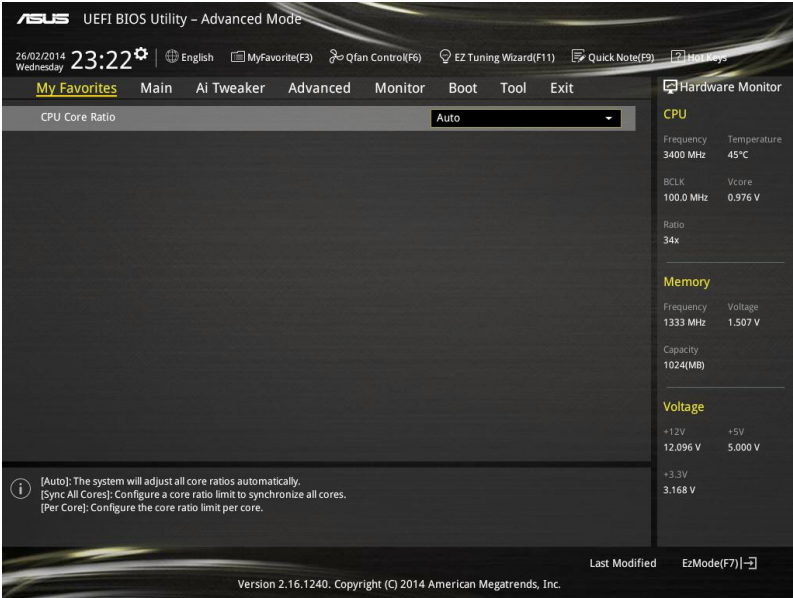 ASUS UEFI BIOS Utility – Advanced Mode
26/02/2014
Wednesday
23:22
English MyFavorite(F3) Qfan Control(F6) EZ Tuning Wizard(F11) Quick Note(F9) ? Hot Keys
My Favorites Main Ai Tweaker Advanced Monitor Boot Tool Exit
CPU Core Ratio Auto
[Auto]: The system will adjust all core ratios automatically.
[Sync All Cores]: Configure a core ratio limit to synchronize all cores.
[Per Core]: Configure the core ratio limit per core.
Hardware Monitor
CPU
Frequency Temperature
3400 MHz 45°C
BCLK Vcore
100.0 MHz 0.976 V
Ratio
34x
Memory
Frequency Voltage
1333 MHz 1.507 V
Capacity
1024(MB)
Voltage
+12V +5V
12.096 V 5.000 V
+3.3V
3.168 V
Last Modified EzMode(F7)
Version 2.16.1240. Copyright (C) 2014 American Megatrends, Inc.